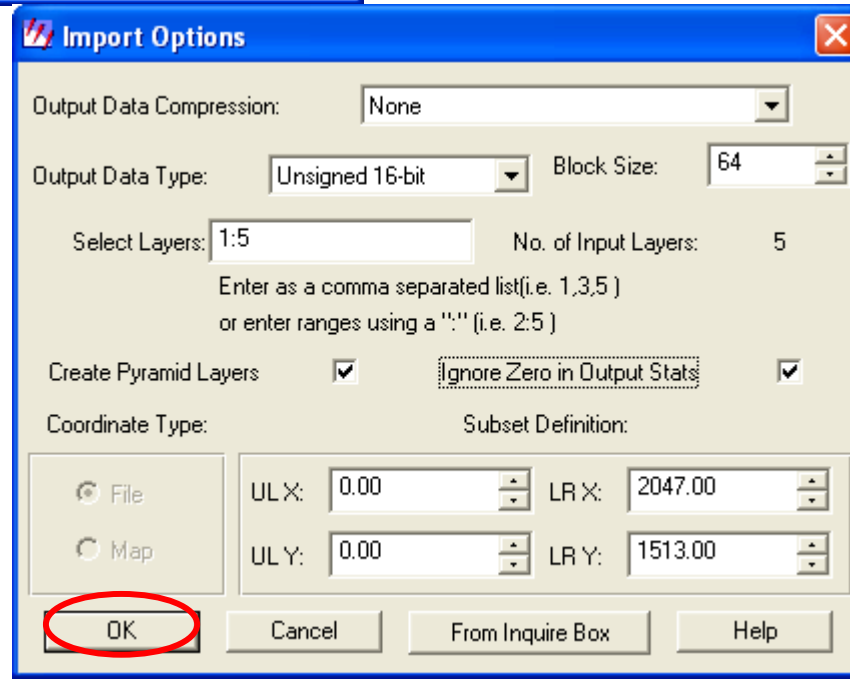 Import Options
Output Data Compression: None
Output Data Type: Unsigned 16-bit Block Size: 64
Select Layers: 1:5 No. of Input Layers: 5
Enter as a comma separated list(i.e. 1,3,5 )
or enter ranges using a ":" (i.e. 2:5 )
Create Pyramid Layers Ignore Zero in Output Stats
Coordinate Type: Subset Definition:
File UL X: 0.00 LR X: 2047.00
Map UL Y: 0.00 LR Y: 1513.00
OK Cancel From Inquire Box Help